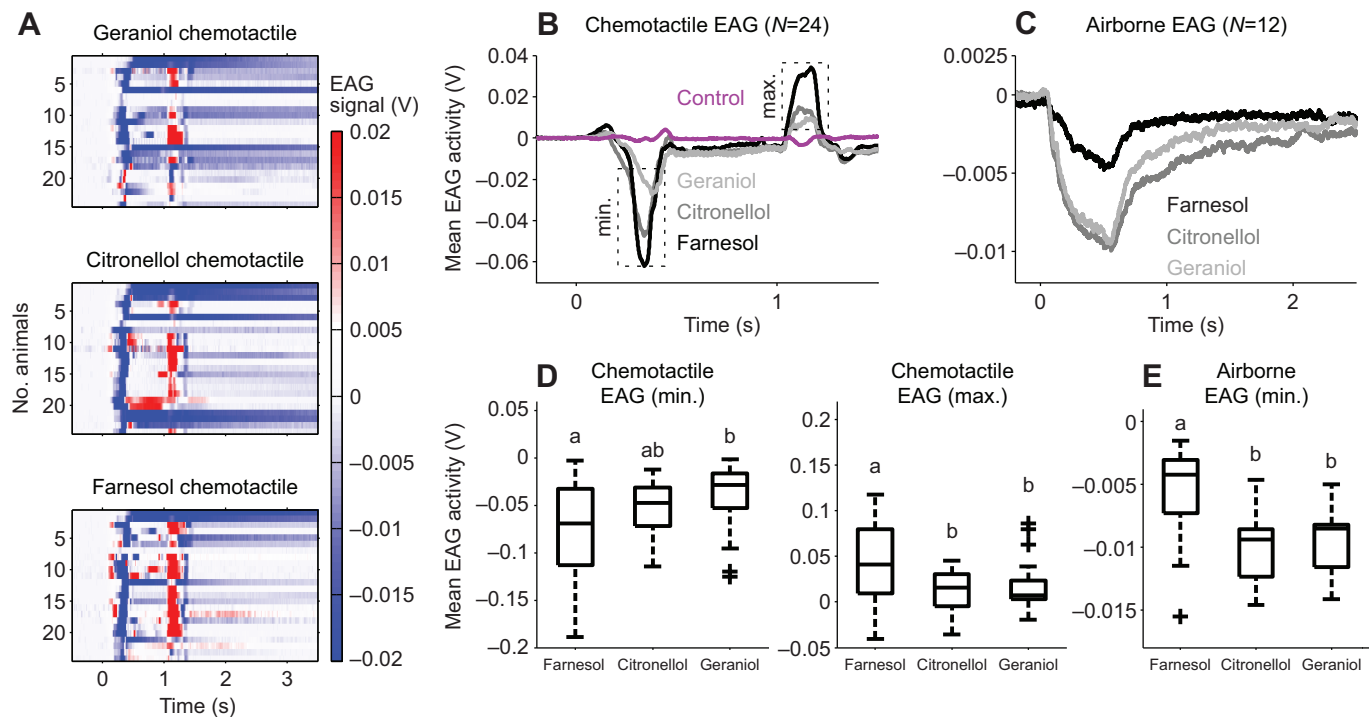 A
Geraniol chemotactile
5
10
15
20
Citronellol chemotactile
5
10
15
20
No. animals
Farnesol chemotactile
5
10
15
20
0
1
2
3
Time (s)
EAG
signal (V)
0.02
0.015
0.01
0.005
0
–0.005
–0.01
–0.015
–0.02
B
Chemotactile EAG (N=24)
Mean EAG activity (V)
0.04
0.02
0
–0.02
–0.04
–0.06
Control
max.
min.
Geraniol
Citronellol
Farnesol
0
1
Time (s)
C
Airborne EAG (N=12)
0.0025
0
–0.005
–0.01
Farnesol
Citronellol
Geraniol
0
1
2
Time (s)
D
Chemotactile
EAG (min.)
Mean EAG activity (V)
0.05
0
–0.05
–0.1
–0.15
–0.2
a
ab
b
Farnesol
Citronellol
Geraniol
Chemotactile
EAG (max.)
0.2
0.15
0.1
0.05
0
–0.05
a
b
b
Farnesol
Citronellol
Geraniol
E
Airborne
EAG (min.)
0
–0.005
–0.01
–0.015
a
b
b
Farnesol
Citronellol
Geraniol